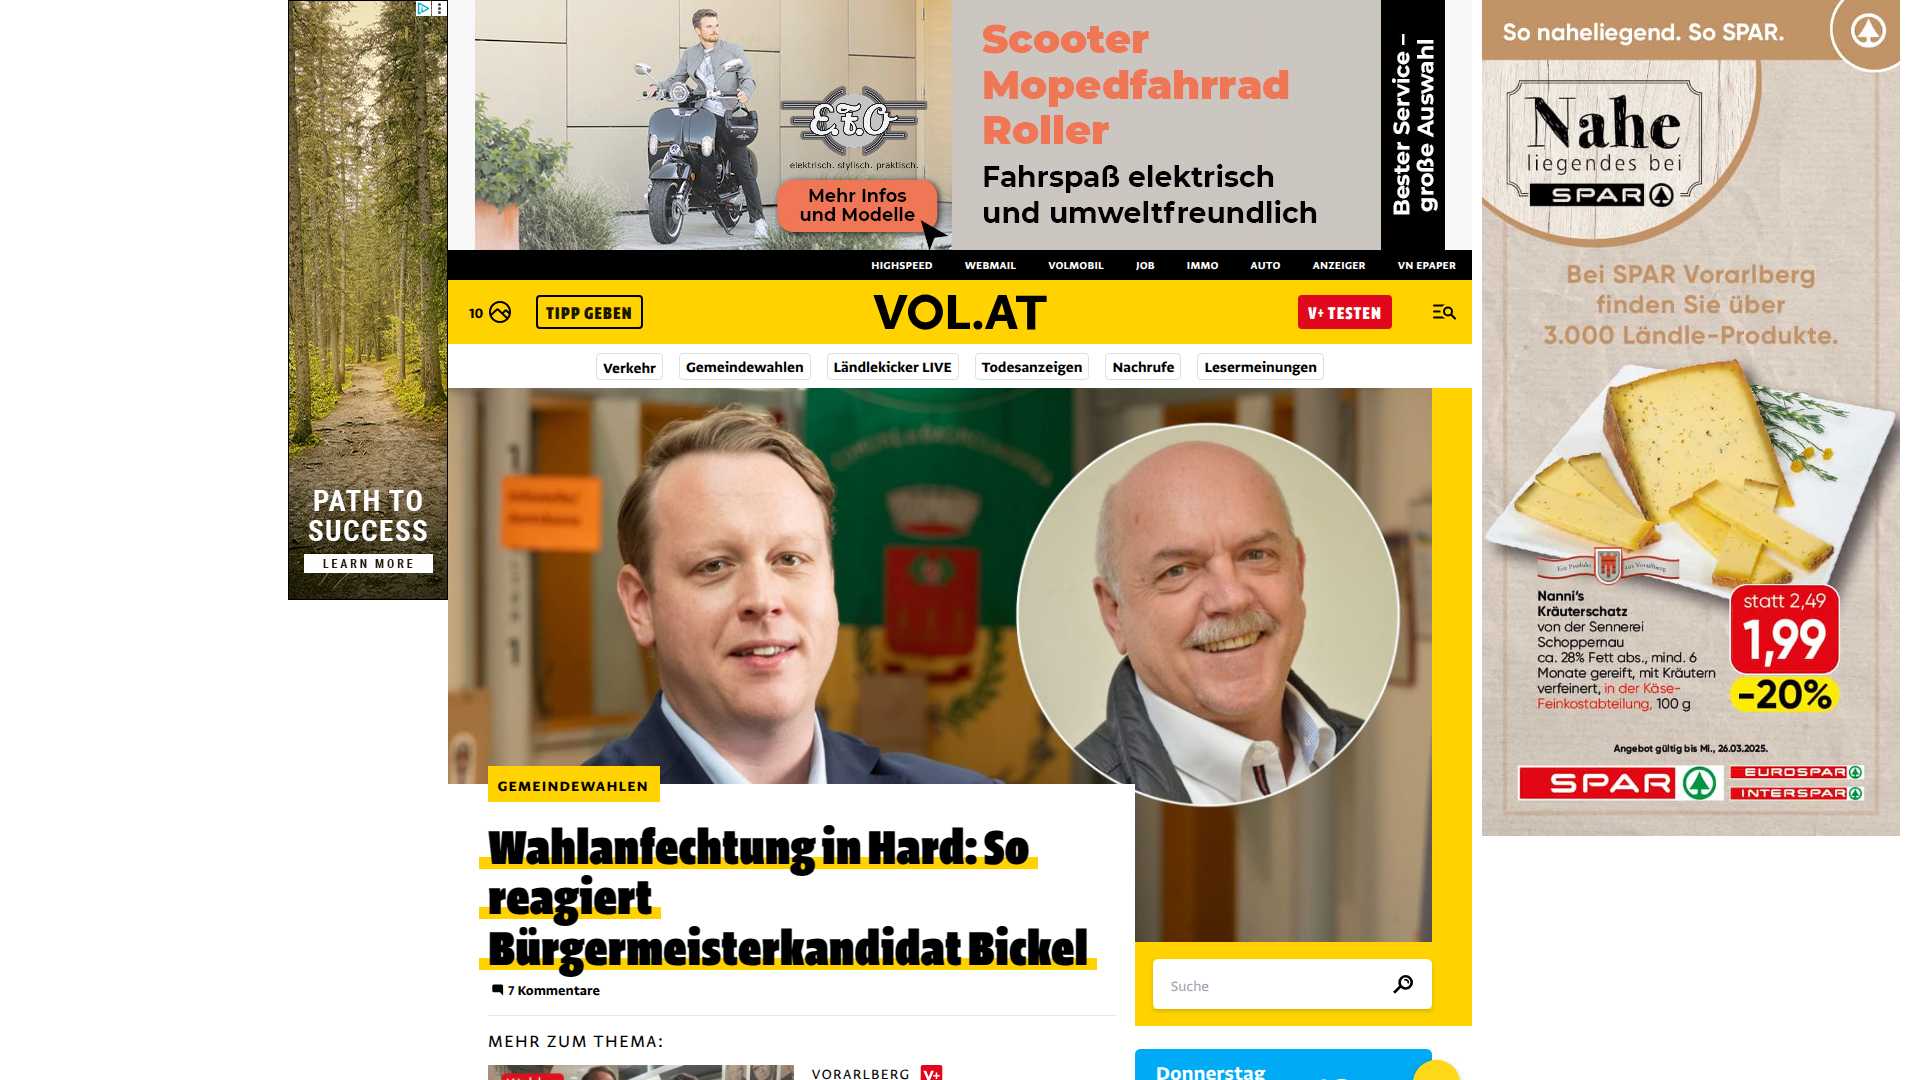 PATH TO
SUCCESS
LEARN MORE
E.F.O
elektrisch. stylisch. praktisch.
Mehr Infos
und Modelle
Scooter
Mopedfahrrad
Roller
Fahrspaß elektrisch
und umweltfreundlich
Bester Service –
große Auswahl
HIGHSPEED WEBMAIL VOLMOBIL JOB IMMO AUTO ANZEIGER VN EPAPER
10 TIPP GEBEN VOL.AT V+ TESTEN
Verkehr Gemeindewahlen Ländlekicker LIVE Todesanzeigen Nachrufe Lesermeinungen
GEMEINDEWAHLEN
Wahlanfechtung in Hard: So
reagiert
Bürgermeisterkandidat Bickel
7 Kommentare
MEHR ZUM THEMA:
VORARLBERG V+
Suche
Donnerstag
So naheliegend. So SPAR.
Nahe
liegendes bei
SPAR
Bei SPAR Vorarlberg
finden Sie über
3.000 Ländle-Produkte.
Ein Produkt aus Vorarlberg
Nanni's
Kräuterschatz
von der Sennerei
Schoppernau
ca. 28% Fett abs., mind. 6
Monate gereift, mit Kräutern
verfeinert, in der Käse-
Feinkostabteilung, 100 g
statt 2,49
1,99
-20%
Angebot gültig bis Mi., 26.03.2025.
SPAR
EUROSPAR
INTERSPAR